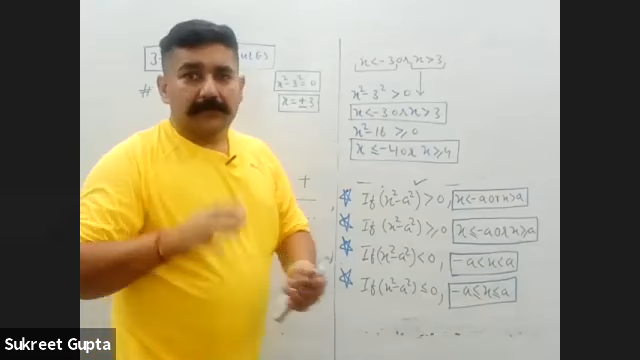 #
x²-3²=0
x=±3
+
x<-3 or x>3
x²-3²>0
x<-3 or x>3
x²-16 ≥0
x≤-4 or x≥4
If (x²-a²)>0, x<-a or x>a
If (x²-a²)≥0 x≤-a or x≥a
If (x²-a²)<0, -a<x<a
If (x²-a²)≤0, -a≤x≤a
Sukreet Gupta